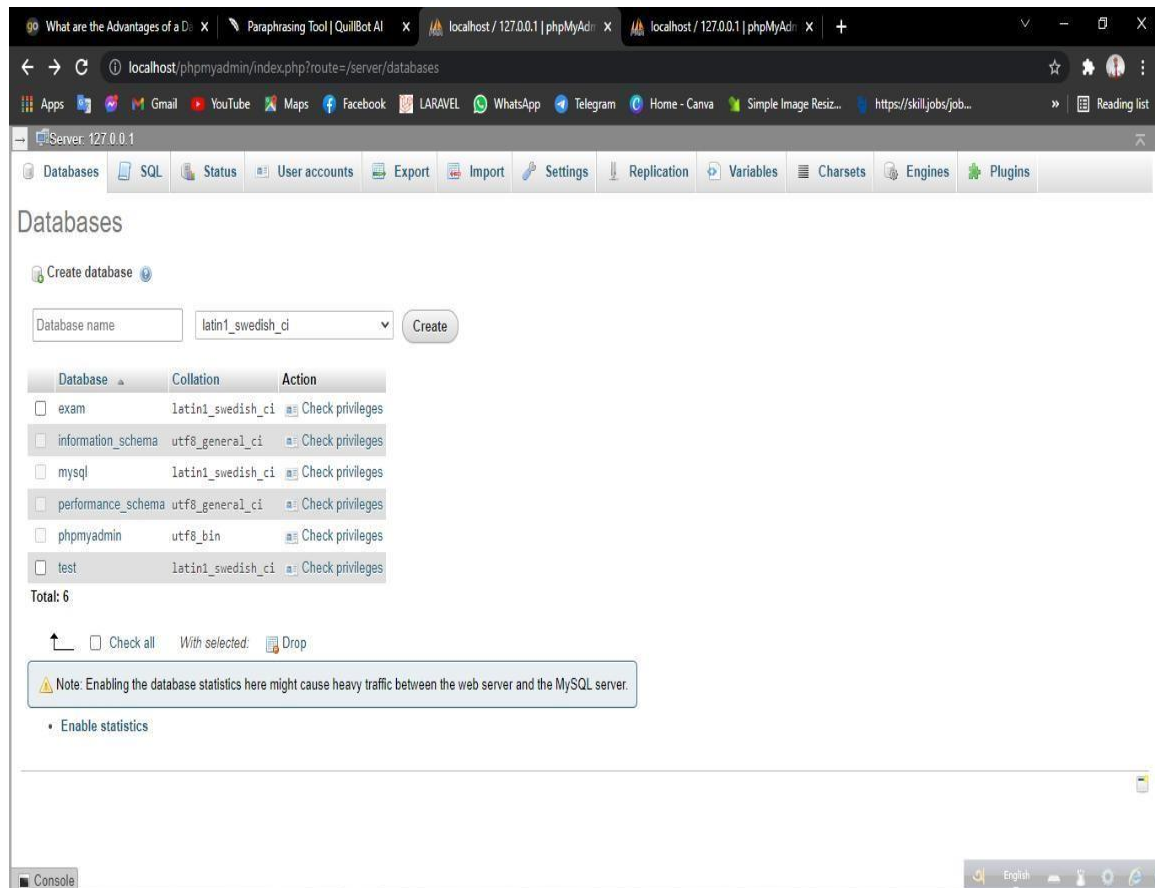 What are the Advantages of a Da X Paraphrasing Tool | QuillBot AI X localhost / 127.0.0.1 | phpMyAdm X localhost / 127.0.0.1 | phpMyAdm X +
localhost/phpmyadmin/index.php?route=/server/databases
Apps Gmail YouTube Maps Facebook LARAVEL WhatsApp Telegram Home - Canva Simple Image Resiz... https://skill.jobs/job... » Reading list
Server: 127.0.0.1
Databases SQL Status User accounts Export Import Settings Replication Variables Charsets Engines Plugins
Databases
Create database
Database name latin1_swedish_ci Create
Database Collation Action
exam latin1_swedish_ci Check privileges
information_schema utf8_general_ci Check privileges
mysql latin1_swedish_ci Check privileges
performance_schema utf8_general_ci Check privileges
phpmyadmin utf8_bin Check privileges
test latin1_swedish_ci Check privileges
Total: 6
Check all With selected: Drop
Note: Enabling the database statistics here might cause heavy traffic between the web server and the MySQL server.
• Enable statistics
Console English